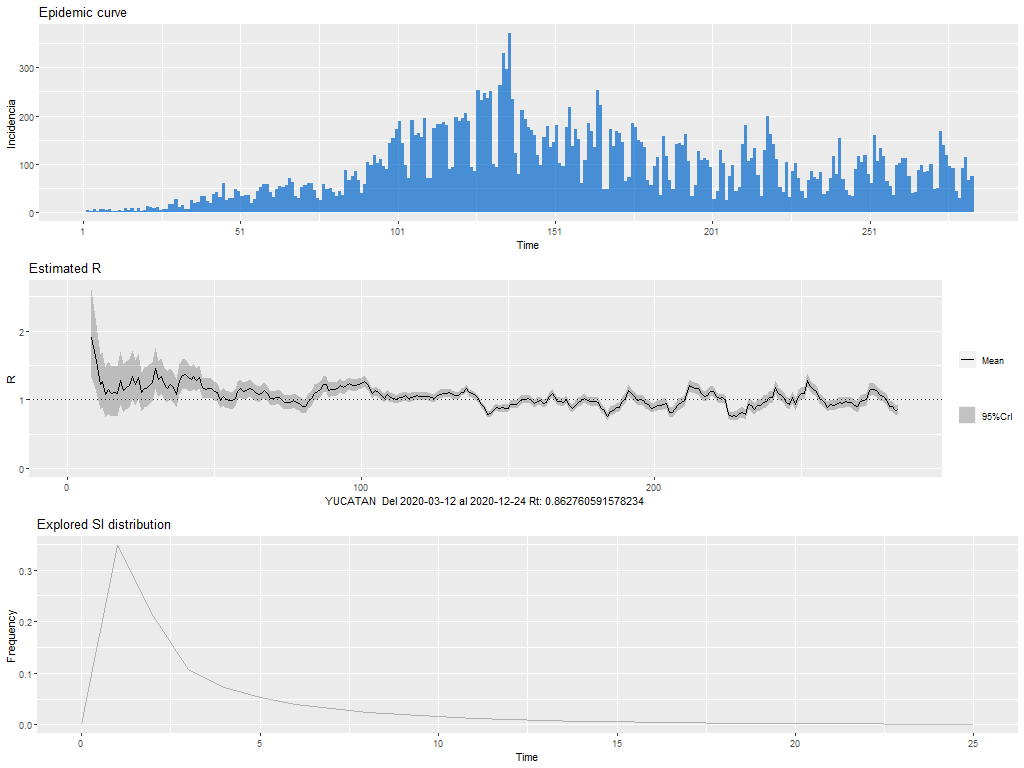 Epidemic curve
Incidencia
300
200
100
0
1 51 101 151 201 251
Time
Estimated R
R
2
1
0
0 100 200
YUCATAN Del 2020-03-12 al 2020-12-24 Rt: 0.862760591578234
Mean
95%CrI
Explored SI distribution
Frequency
0.3
0.2
0.1
0.0
0 5 10 15 20 25
Time